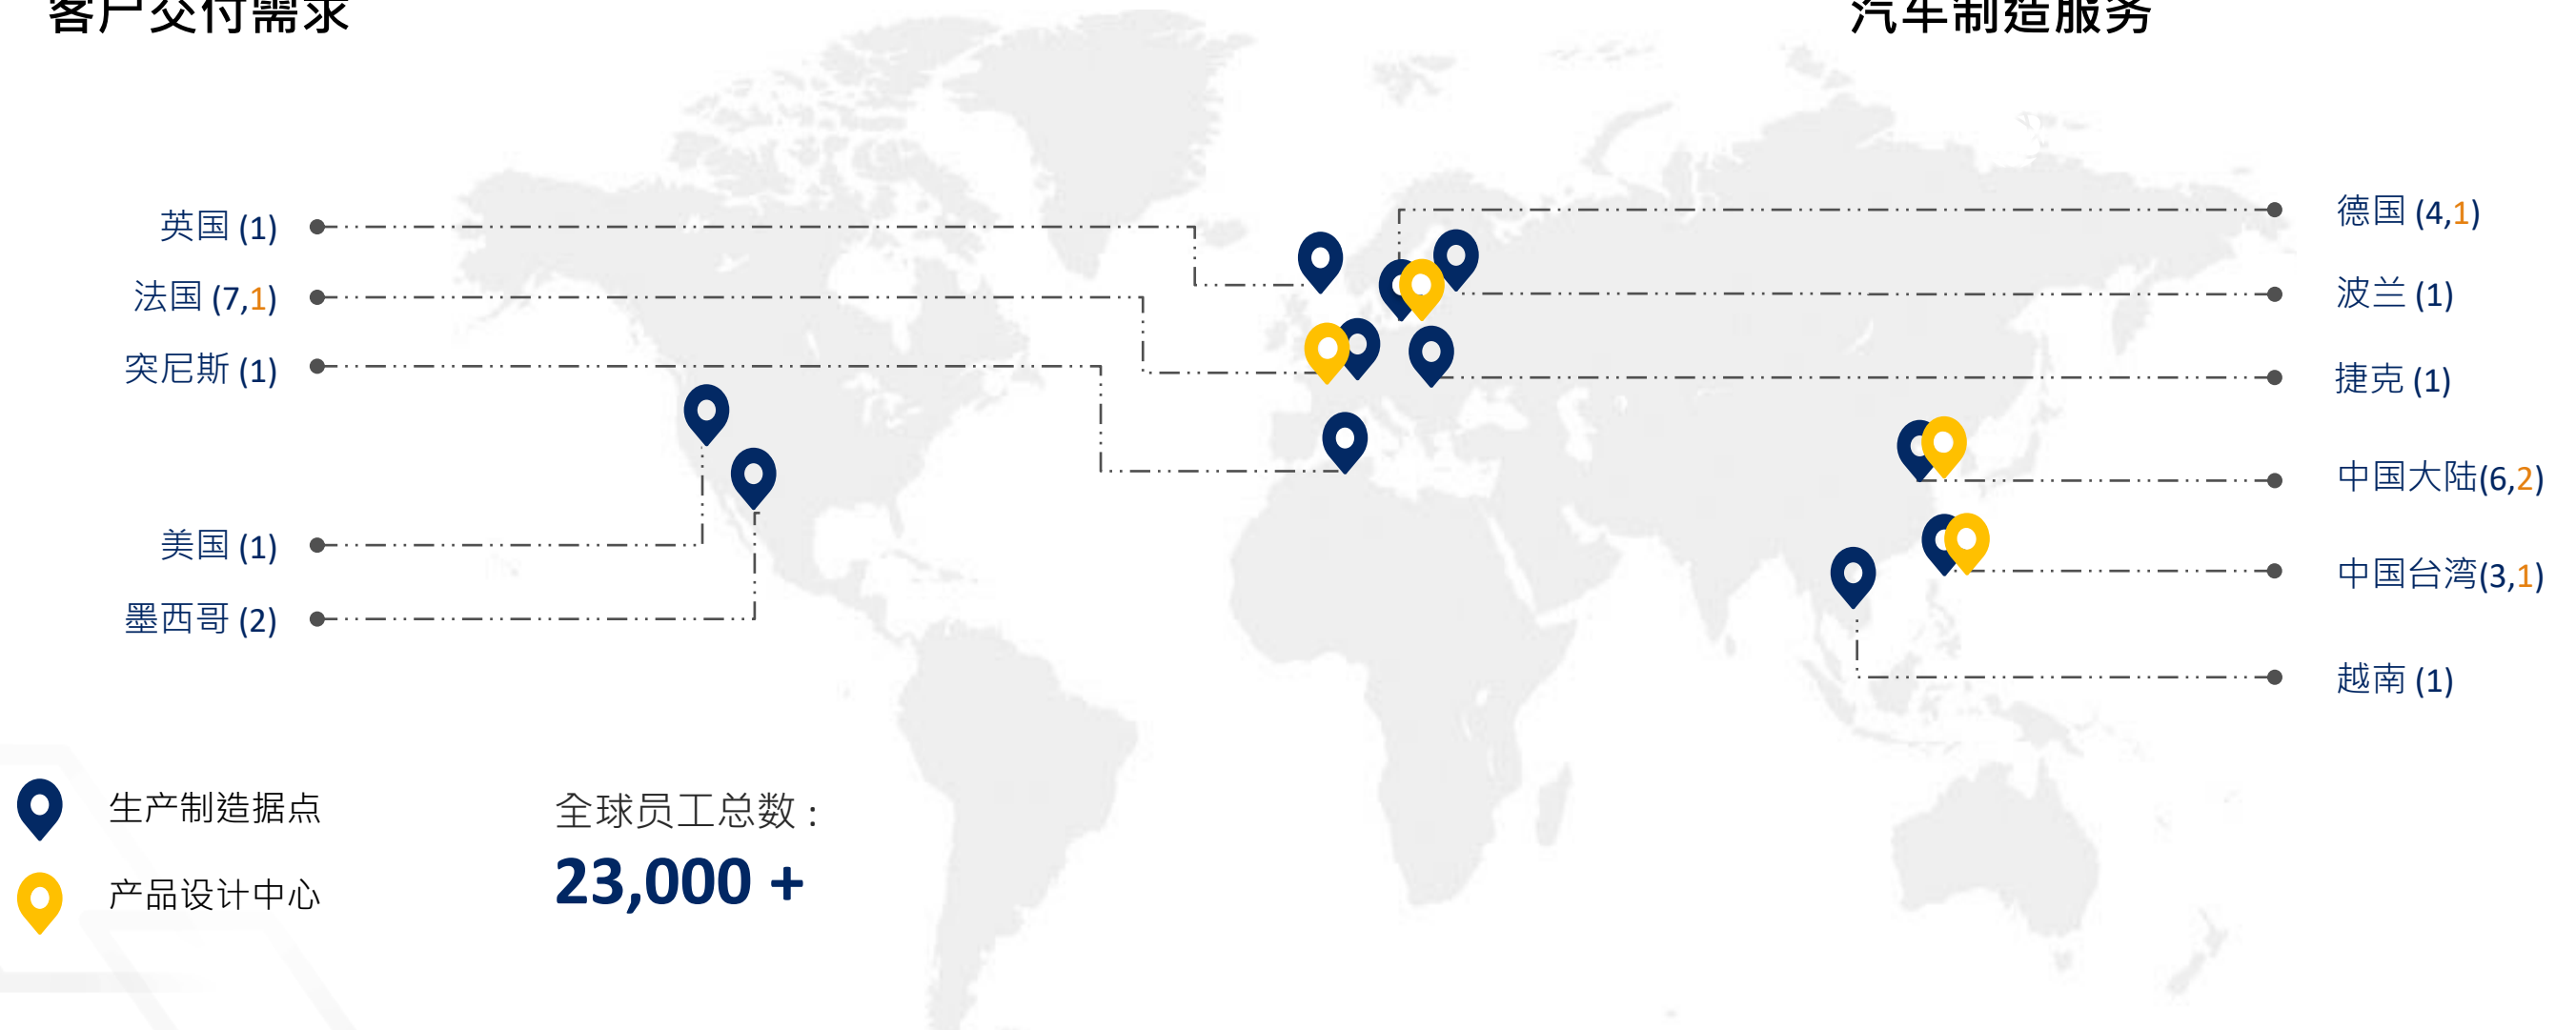 客户交付需求
汽车制造服务
英国 (1)
法国 (7,1)
突尼斯 (1)
美国 (1)
墨西哥 (2)
德国 (4,1)
波兰 (1)
捷克 (1)
中国大陆(6,2)
中国台湾(3,1)
越南 (1)
生产制造据点
产品设计中心
全球员工总数 :
23,000 +